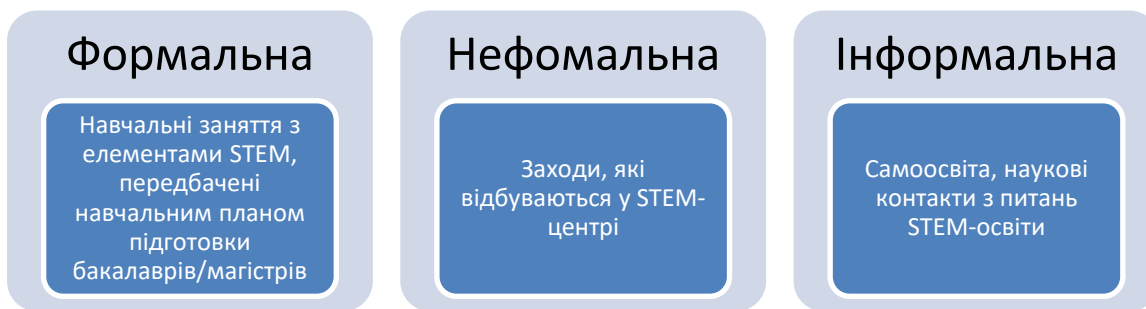 Формальна
Навчальні заняття з
елементами STEM,
передбачені
навчальним планом
підготовки
бакалаврів/магістрів
Нефомальна
Заходи, які
відбуваються у STEM-
центрі
Інформальна
Самоосвіта, наукові
контакти з питань
STEM-освіти